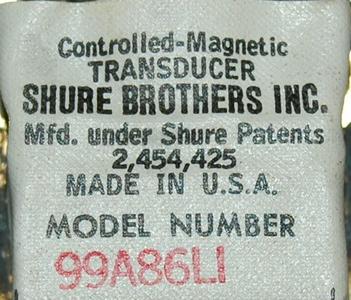 Controlled-Magnetic
TRANSDUCER
SHURE BROTHERS INC.
Mfd. under Shure Patents
2,454,425
MADE IN U.S.A.
MODEL NUMBER
99A86LI